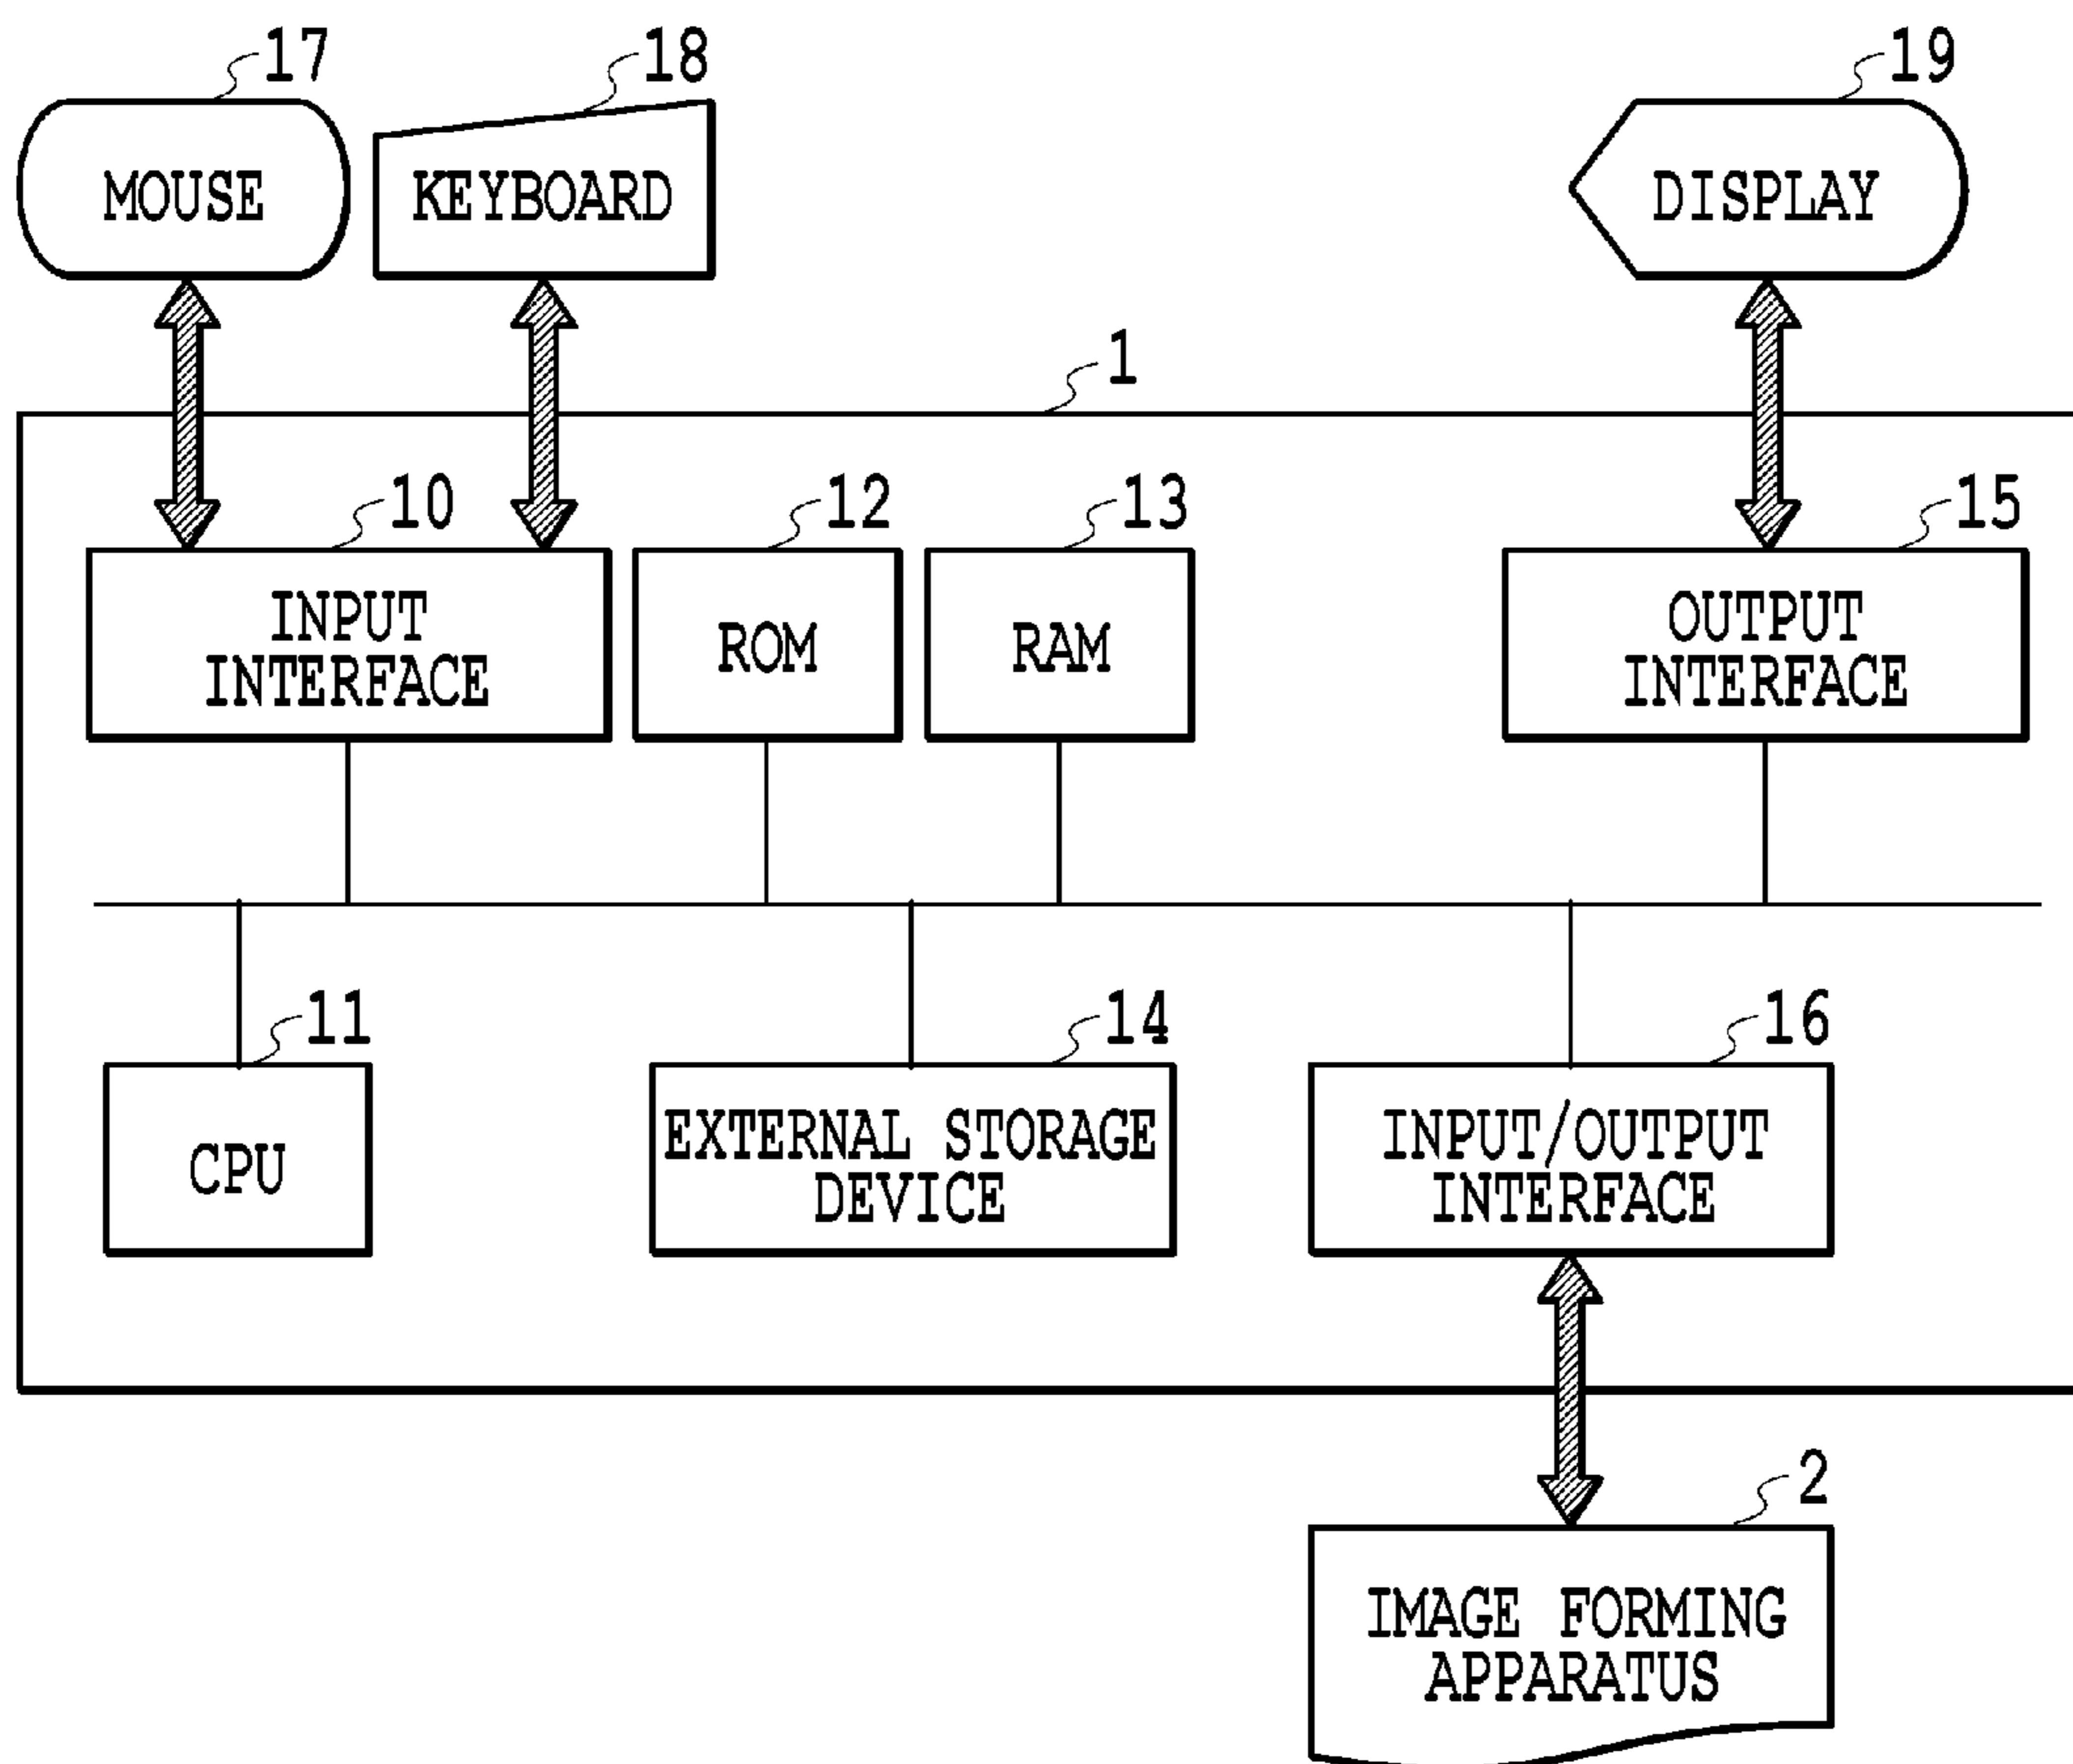 17
18
19
MOUSE
KEYBOARD
DISPLAY
1
10
12
13
15
INPUT
INTERFACE
ROM
RAM
OUTPUT
INTERFACE
11
14
16
CPU
EXTERNAL STORAGE
DEVICE
INPUT/OUTPUT
INTERFACE
2
IMAGE FORMING
APPARATUS